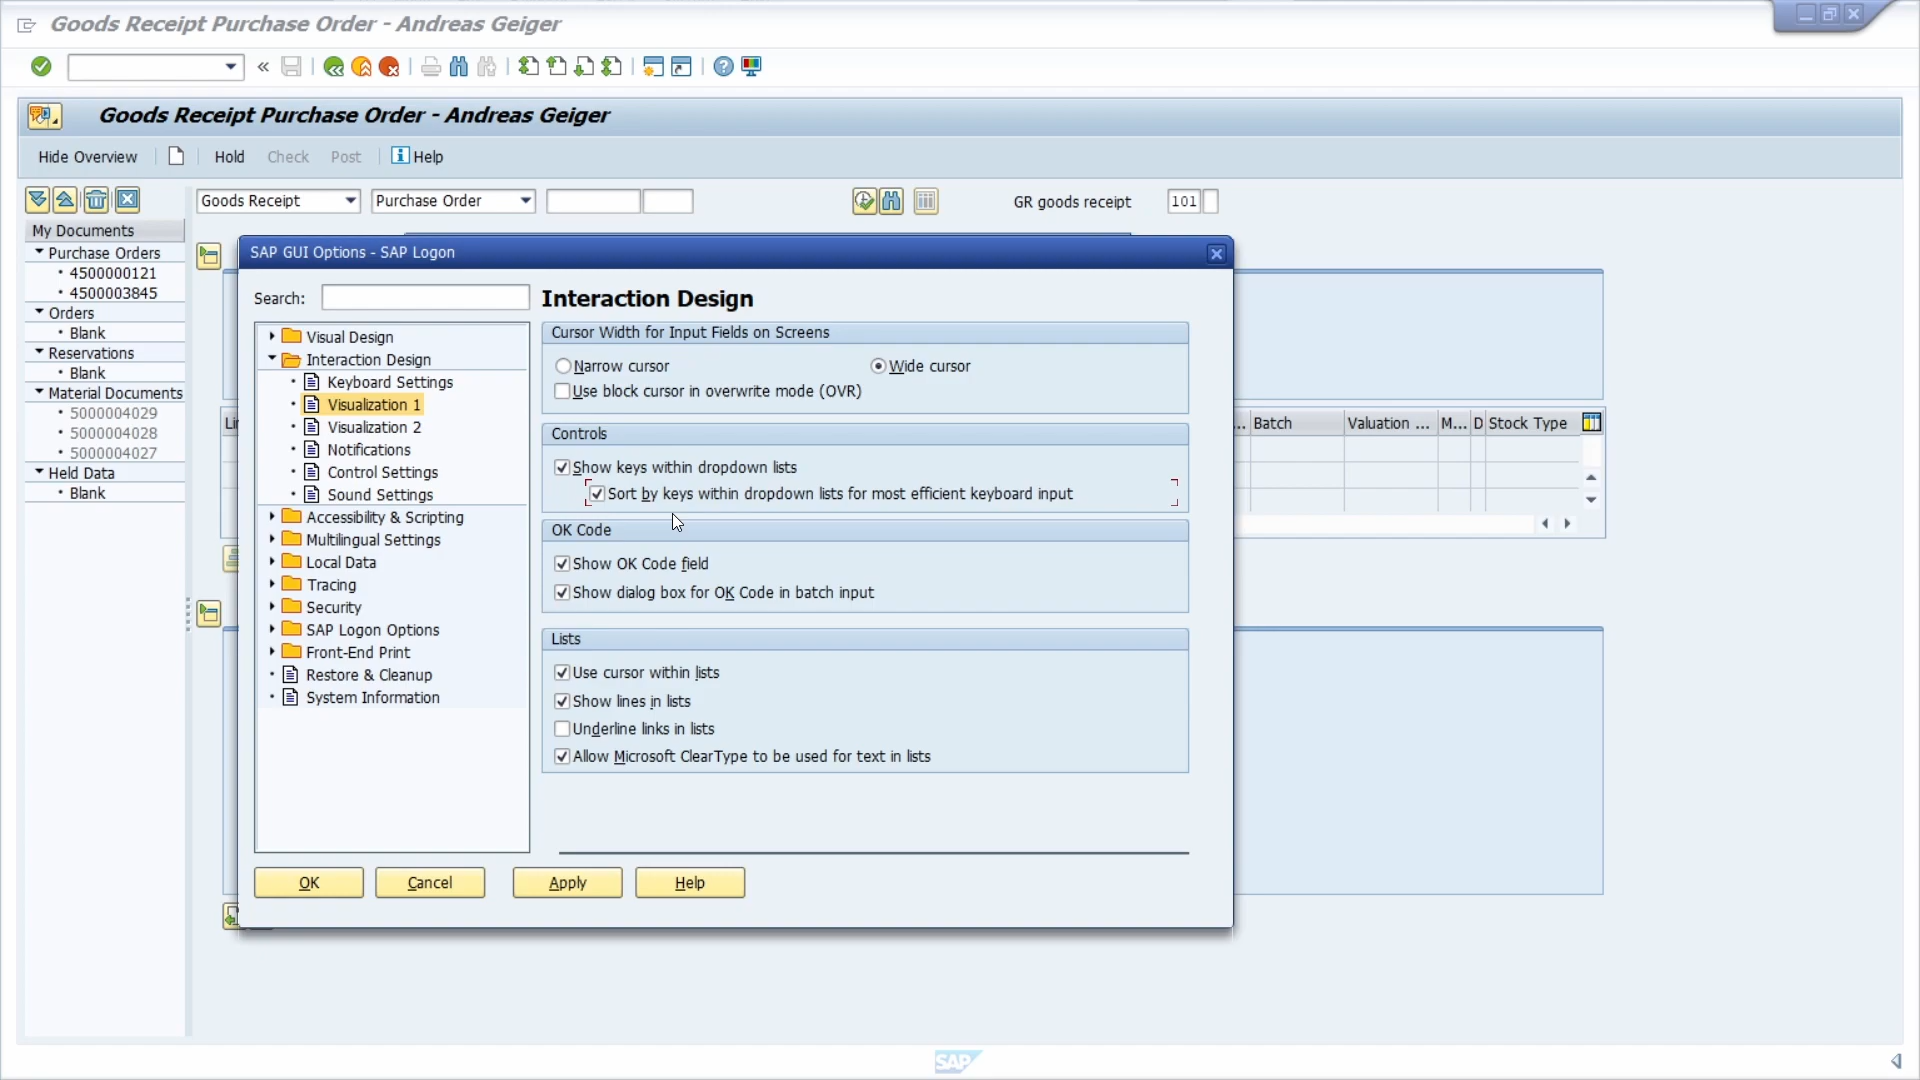 Goods Receipt Purchase Order - Andreas Geiger
Goods Receipt Purchase Order - Andreas Geiger
Hide Overview Hold Check Post Help
Goods Receipt Purchase Order GR goods receipt 101
My Documents
Purchase Orders
4500000121
4500003845
Orders
Blank
Reservations
Blank
Material Documents
5000004029
5000004028
5000004027
Held Data
Blank
Batch Valuation ... M... D Stock Type
SAP GUI Options - SAP Logon
Search:
Visual Design
Interaction Design
Keyboard Settings
Visualization 1
Visualization 2
Notifications
Control Settings
Sound Settings
Accessibility & Scripting
Multilingual Settings
Local Data
Tracing
Security
SAP Logon Options
Front-End Print
Restore & Cleanup
System Information
Interaction Design
Cursor Width for Input Fields on Screens
Narrow cursor Wide cursor
Use block cursor in overwrite mode (OVR)
Controls
Show keys within dropdown lists
Sort by keys within dropdown lists for most efficient keyboard input
OK Code
Show OK Code field
Show dialog box for OK Code in batch input
Lists
Use cursor within lists
Show lines in lists
Underline links in lists
Allow Microsoft ClearType to be used for text in lists
OK Cancel Apply Help
SAP